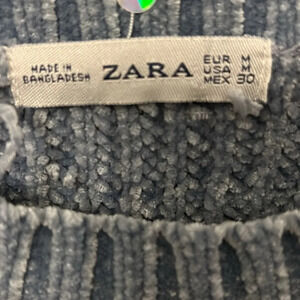 MADE IN
BANGLADESH
ZARA
EUR M
USA M
MEX 30